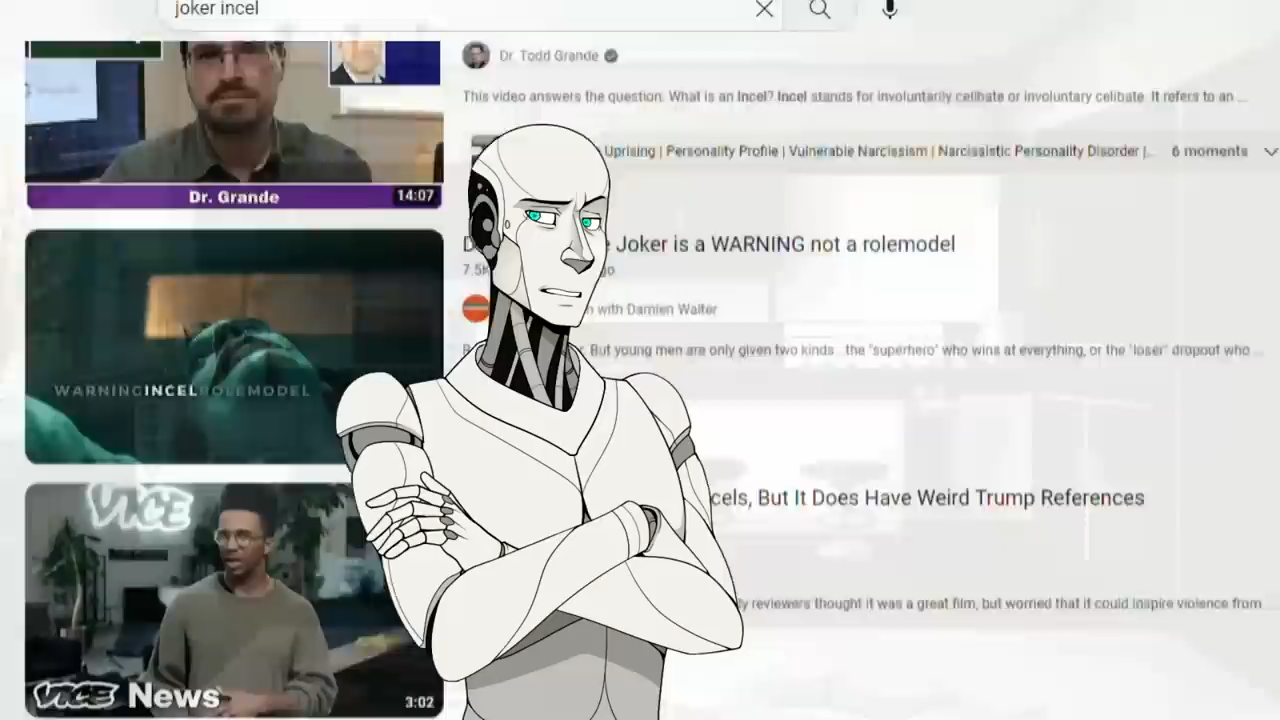 joker incel
Dr. Todd Grande
This video answers the question: What is an Incel? Incel stands for involuntarily celibate or involuntary celibate. It refers to an ...
Uprising | Personality Profile | Vulnerable Narcissism | Narcissistic Personality Disorder |...
6 moments
Dr. Grande
14:07
Joker is a WARNING not a rolemodel
7.5
with Damien Walter
But young men are only given two kinds... the "superhero" who wins at everything, or the "loser" dropout who ...
WARNINGINCELROLEMODEL
cels, But It Does Have Weird Trump References
reviewers thought it was a great film, but worried that it could inspire violence from
VICE
VICE News
3:02